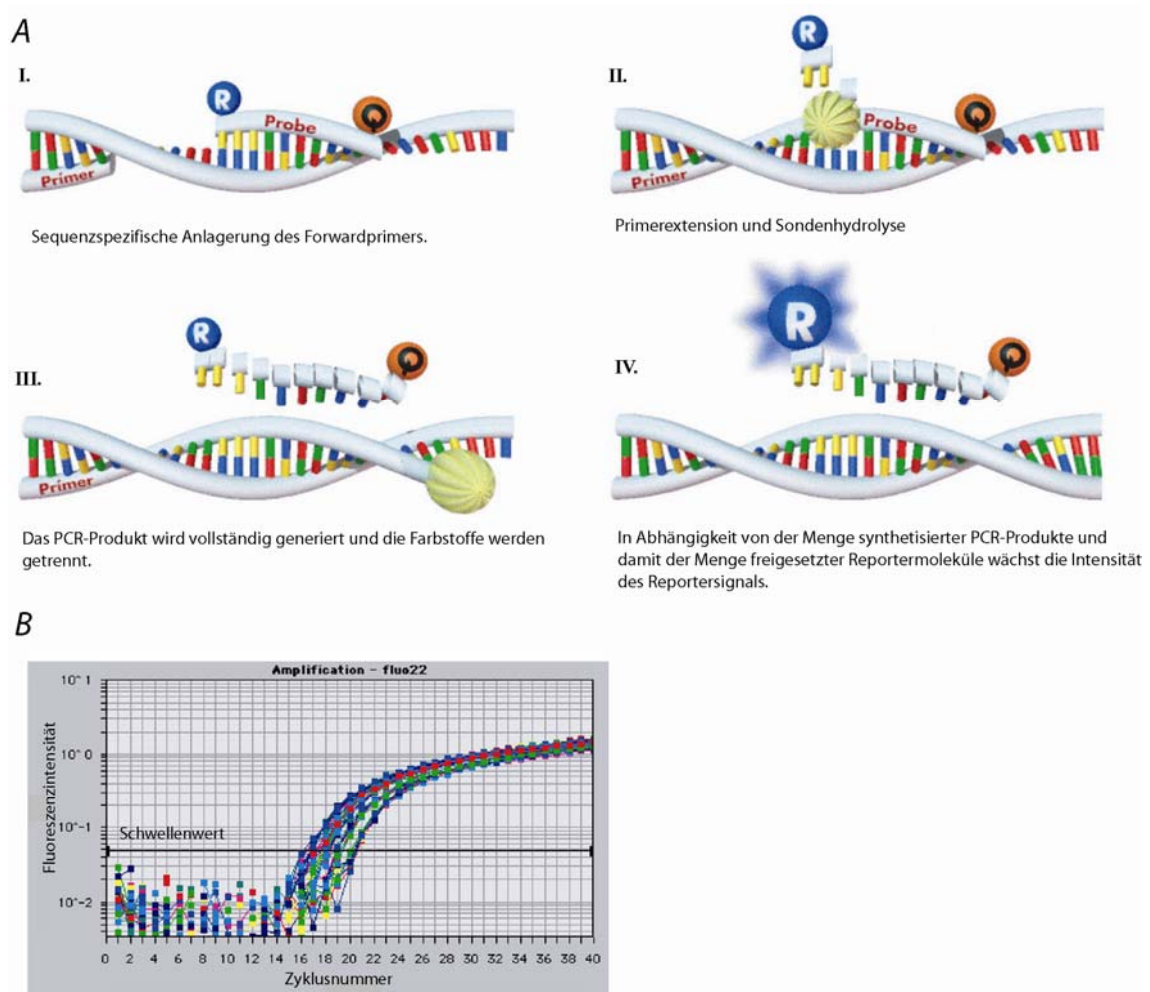 A
I.
R
Probe
Q
Primer
Sequenzspezifische Anlagerung des Forwardprimers.
II.
R
Probe
Q
Primer
Primerextension und Sondenhydrolyse
III.
R
Q
Primer
Das PCR-Produkt wird vollständig generiert und die Farbstoffe werden
getrennt.
IV.
R
Q
In Abhängigkeit von der Menge synthetisierter PCR-Produkte und
damit der Menge freigesetzter Reportermoleküle wächst die Intensität
des Reportersignals.
B
Amplification - fluo22
Fluoreszenzintensität
10^ 1
10^ 0
10^-1
10^-2
Schwellenwert
0 2 4 6 8 10 12 14 16 18 20 22 24 26 28 30 32 34 36 38 40
Zyklusnummer